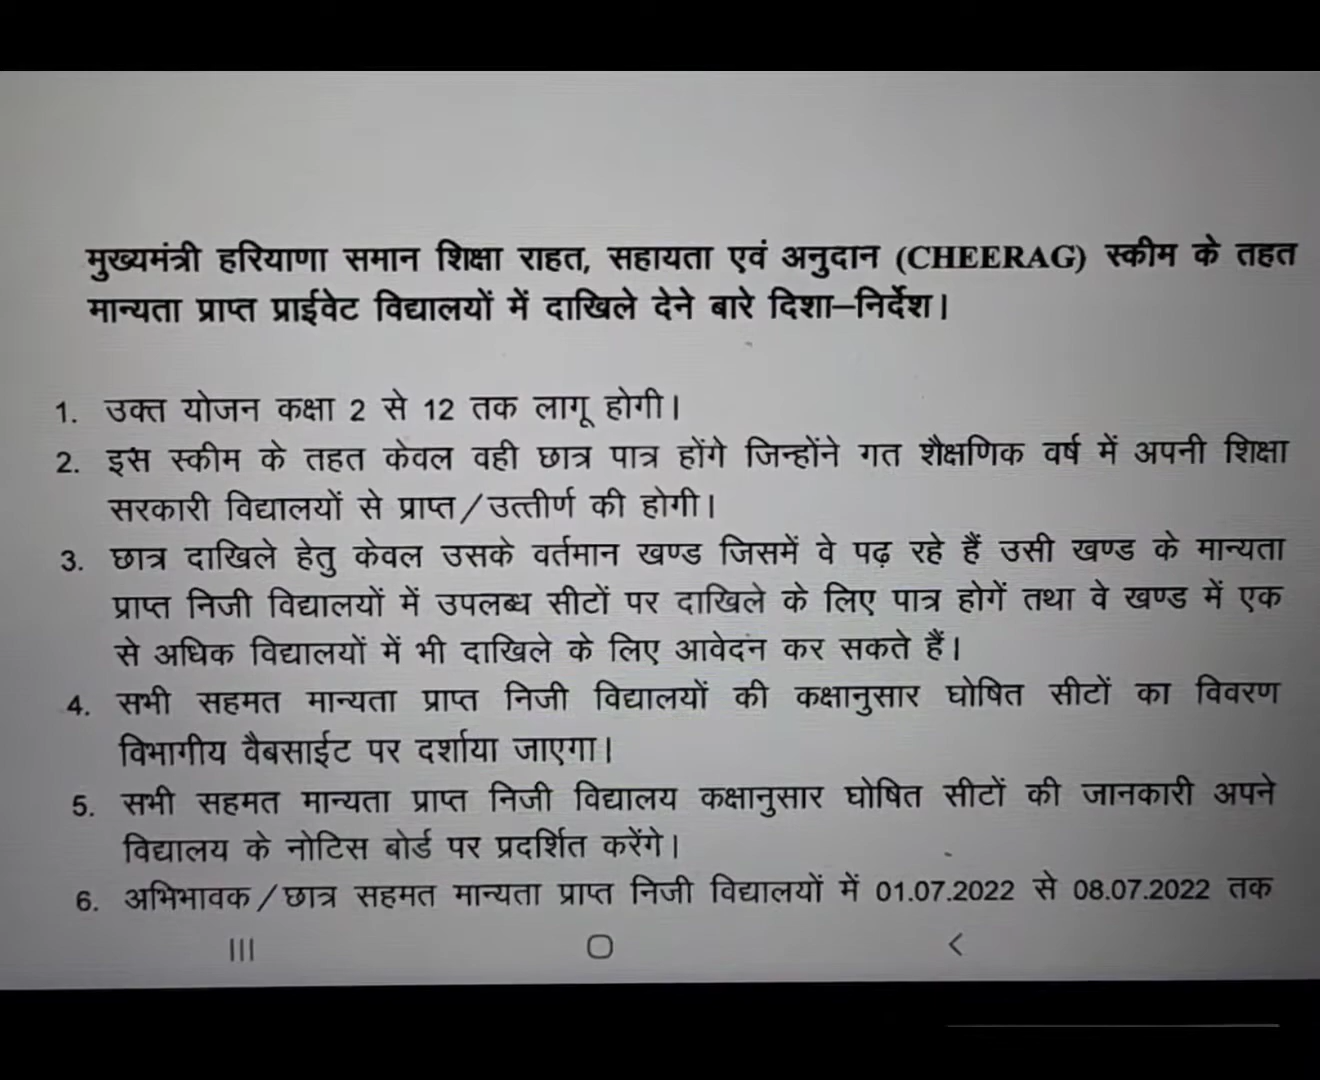 मुख्यमंत्री हरियाणा समान शिक्षा राहत, सहायता एवं अनुदान (CHEERAG) स्कीम के तहत
मान्यता प्राप्त प्राईवेट विद्यालयों में दाखिले देने बारे दिशा–निर्देश।
1. उक्त योजन कक्षा 2 से 12 तक लागू होगी।
2. इस स्कीम के तहत केवल वही छात्र पात्र होंगे जिन्होंने गत शैक्षणिक वर्ष में अपनी शिक्षा
सरकारी विद्यालयों से प्राप्त/उत्तीर्ण की होगी।
3. छात्र दाखिले हेतु केवल उसके वर्तमान खण्ड जिसमें वे पढ़ रहे हैं उसी खण्ड के मान्यता
प्राप्त निजी विद्यालयों में उपलब्ध सीटों पर दाखिले के लिए पात्र होगें तथा वे खण्ड में एक
से अधिक विद्यालयों में भी दाखिले के लिए आवेदन कर सकते हैं।
4. सभी सहमत मान्यता प्राप्त निजी विद्यालयों की कक्षानुसार घोषित सीटों का विवरण
विभागीय वैबसाईट पर दर्शाया जाएगा।
5. सभी सहमत मान्यता प्राप्त निजी विद्यालय कक्षानुसार घोषित सीटों की जानकारी अपने
विद्यालय के नोटिस बोर्ड पर प्रदर्शित करेंगे।
6. अभिभावक/छात्र सहमत मान्यता प्राप्त निजी विद्यालयों में 01.07.2022 से 08.07.2022 तक